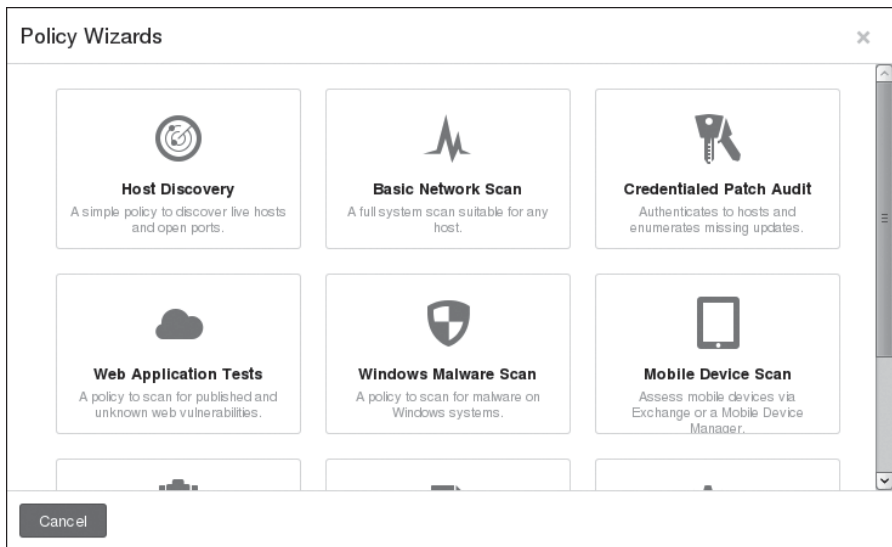 Policy Wizards
Host Discovery
A simple policy to discover live hosts
and open ports.
Basic Network Scan
A full system scan suitable for any
host.
Credentialed Patch Audit
Authenticates to hosts and
enumerates missing updates.
Web Application Tests
A policy to scan for published and
unknown web vulnerabilities.
Windows Malware Scan
A policy to scan for malware on
Windows systems.
Mobile Device Scan
Assess mobile devices via
Exchange or a Mobile Device
Manager.
Cancel